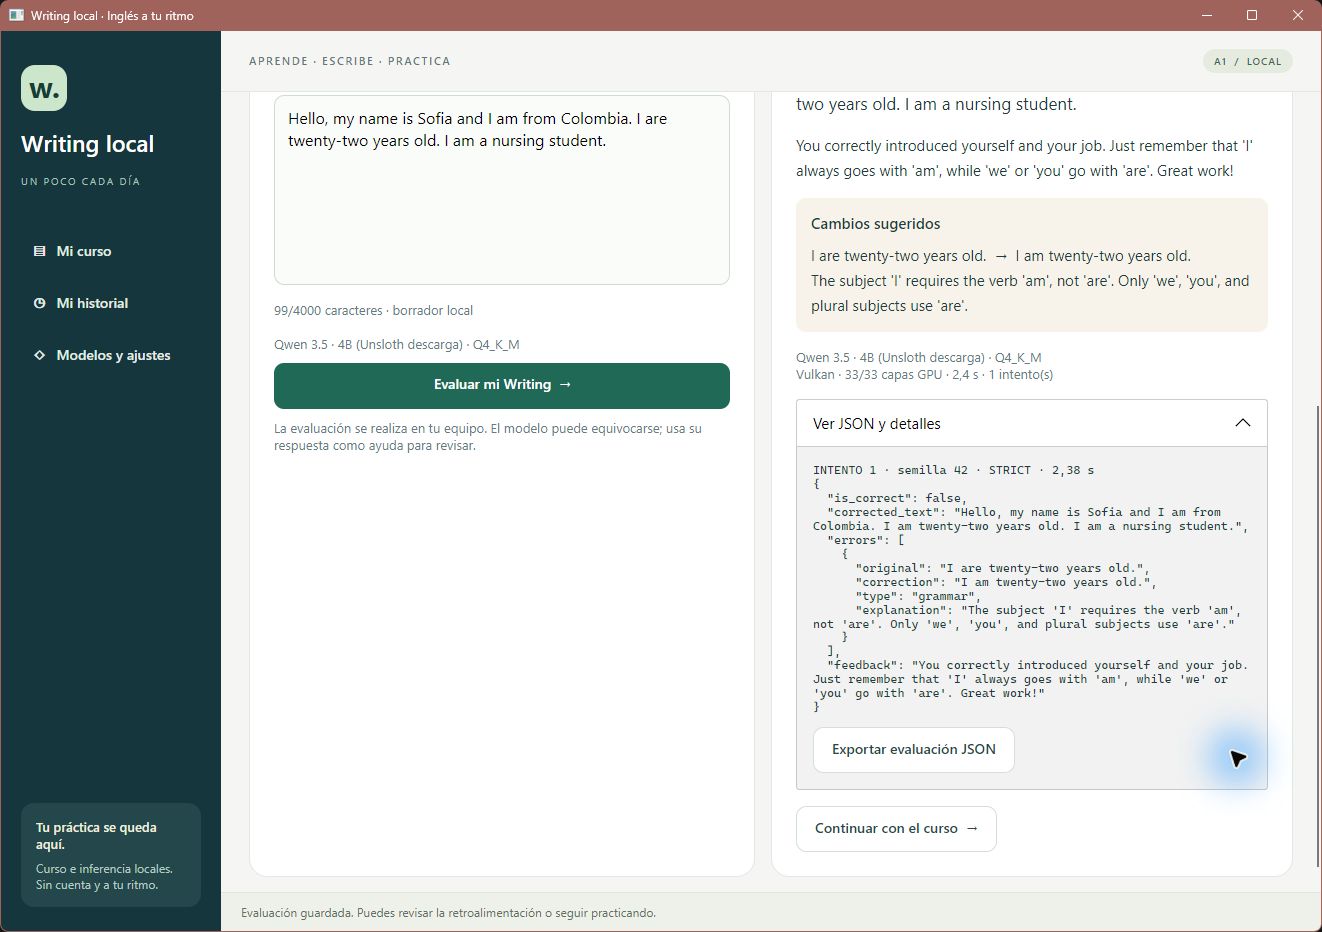 Writing local · Inglés a tu ritmo
w.
Writing local
UN POCO CADA DÍA
Mi curso
Mi historial
Modelos y ajustes
Tu práctica se queda
aquí.
Curso e inferencia locales.
Sin cuenta y a tu ritmo.
APRENDE · ESCRIBE · PRACTICA
A1 / LOCAL
Hello, my name is Sofia and I am from Colombia. I are
twenty-two years old. I am a nursing student.
99/4000 caracteres · borrador local
Qwen 3.5 · 4B (Unsloth descarga) · Q4_K_M
Evaluar mi Writing →
La evaluación se realiza en tu equipo. El modelo puede equivocarse; usa su
respuesta como ayuda para revisar.
two years old. I am a nursing student.
You correctly introduced yourself and your job. Just remember that 'I'
always goes with 'am', while 'we' or 'you' go with 'are'. Great work!
Cambios sugeridos
I are twenty-two years old. → I am twenty-two years old.
The subject 'I' requires the verb 'am', not 'are'. Only 'we', 'you', and
plural subjects use 'are'.
Qwen 3.5 · 4B (Unsloth descarga) · Q4_K_M
Vulkan · 33/33 capas GPU · 2,4 s · 1 intento(s)
Ver JSON y detalles
INTENTO 1 · semilla 42 · STRICT · 2,38 s
{
"is_correct": false,
"corrected_text": "Hello, my name is Sofia and I am from
Colombia. I am twenty-two years old. I am a nursing student.",
"errors": [
{
"original": "I are twenty-two years old.",
"correction": "I am twenty-two years old.",
"type": "grammar",
"explanation": "The subject 'I' requires the verb 'am',
not 'are'. Only 'we', 'you', and plural subjects use 'are'."
}
],
"feedback": "You correctly introduced yourself and your job.
Just remember that 'I' always goes with 'am', while 'we' or
'you' go with 'are'. Great work!"
}
Exportar evaluación JSON
Continuar con el curso →
Evaluación guardada. Puedes revisar la retroalimentación o seguir practicando.